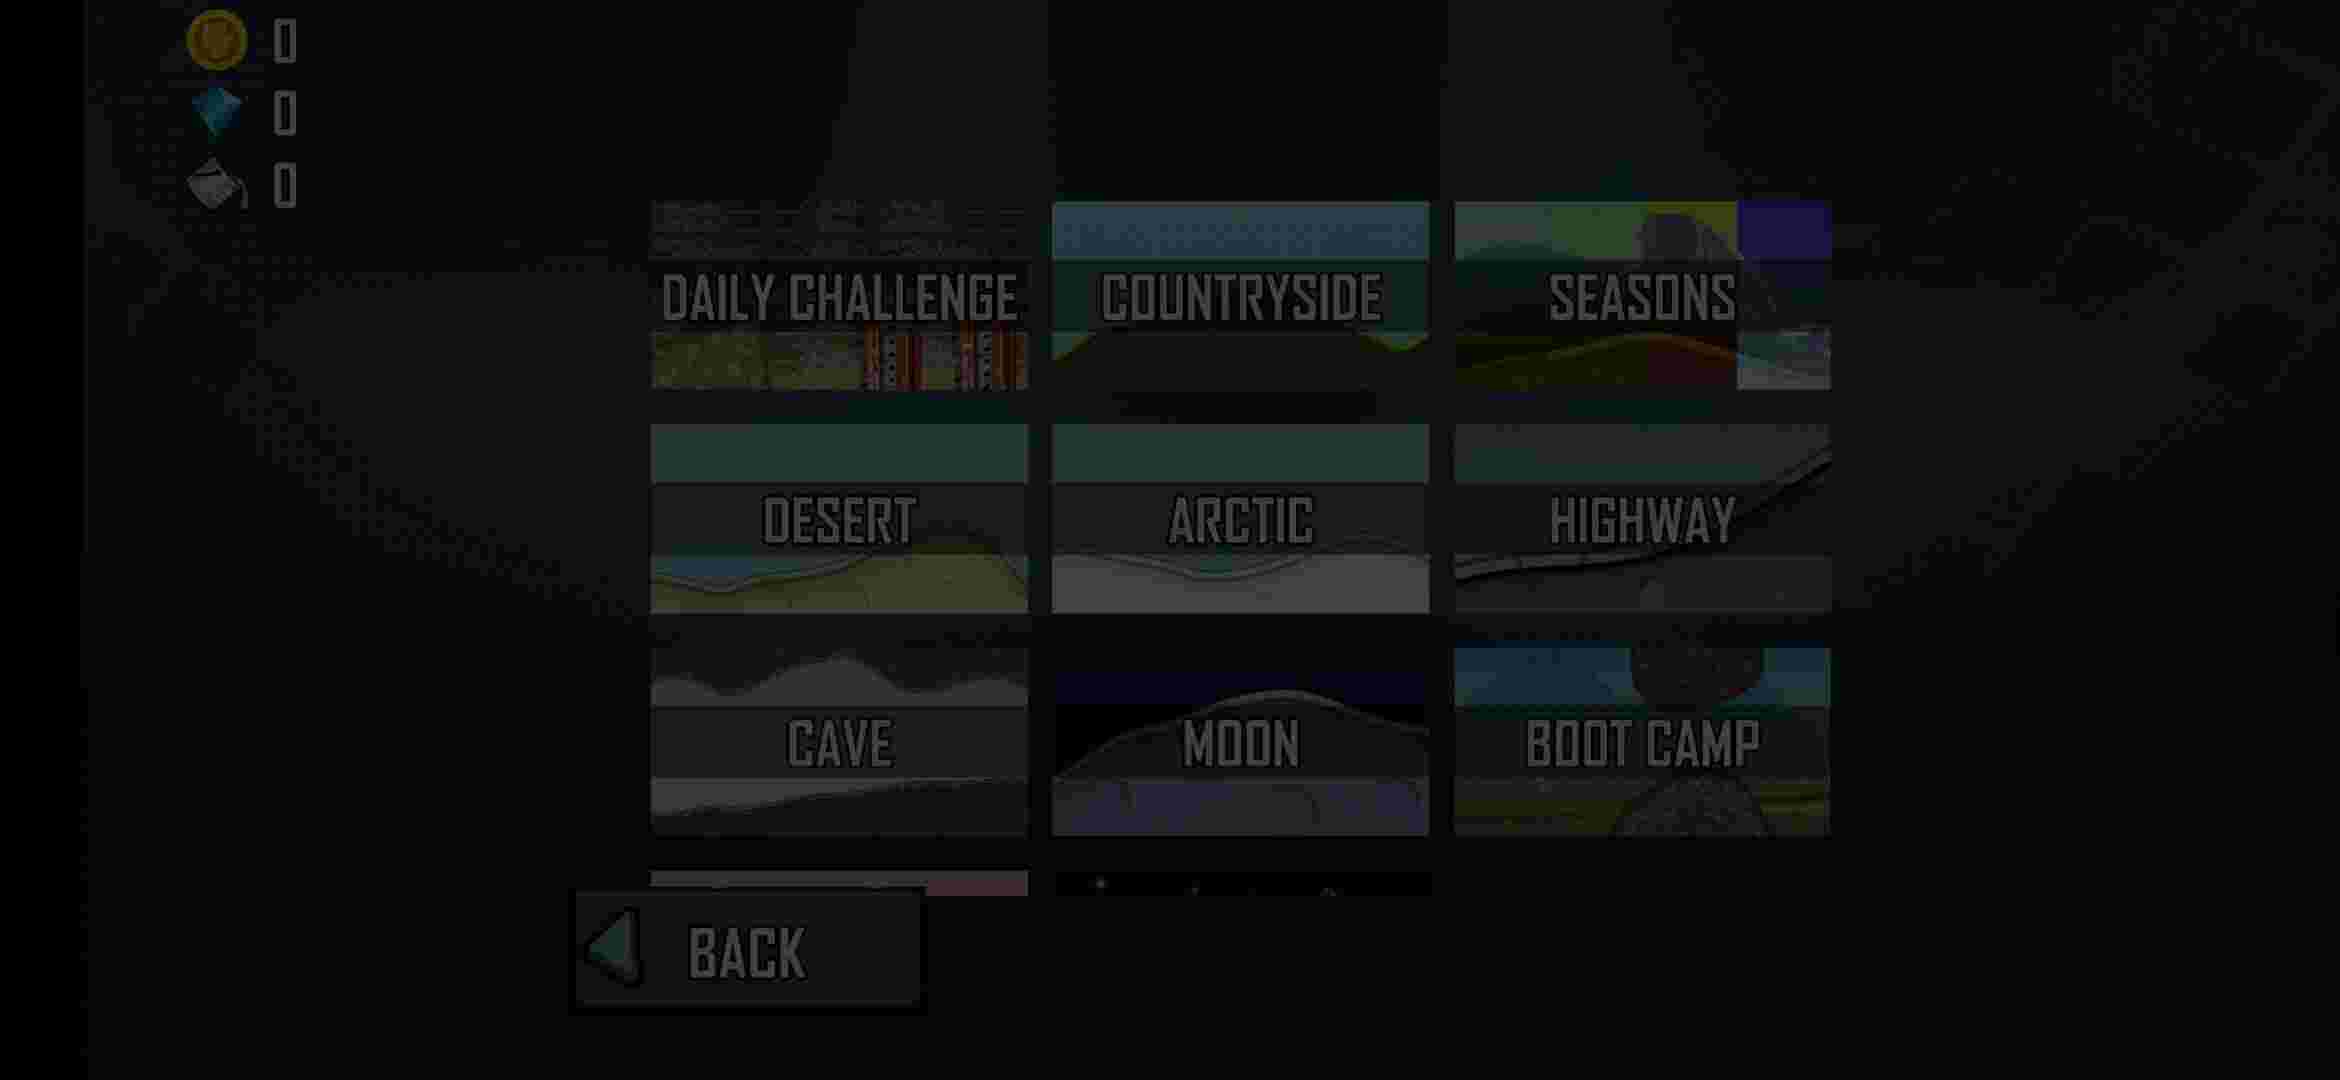 0
0
0
DAILY CHALLENGE
COUNTRYSIDE
SEASONS
DESERT
ARCTIC
HIGHWAY
CAVE
MOON
BOOT CAMP
BACK